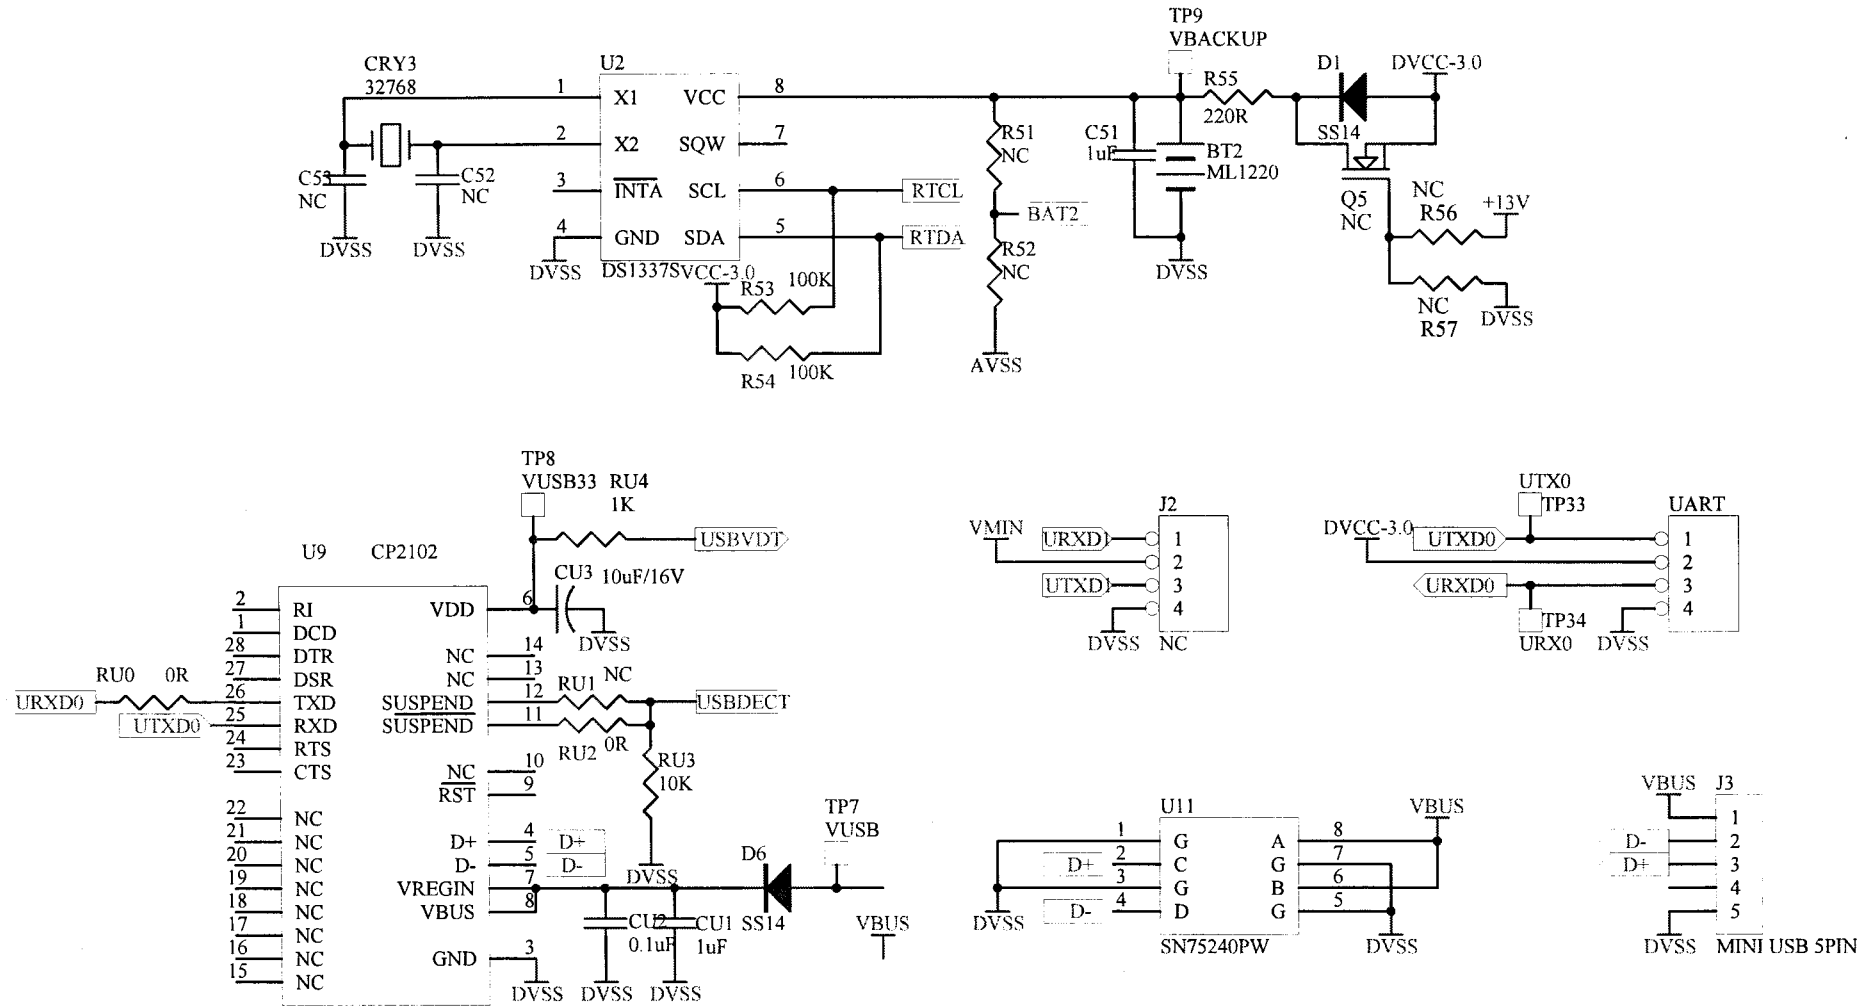 TP9
VBACKUP
CRY3
32768
U2
1 X1 VCC 8
2 X2 SQW 7
3 INTA SCL 6
4 GND SDA 5
DS1337S
C53
NC
C52
NC
DVSS
DVSS
DVSS
RTCL
RTDA
VCC-3.0
R53 100K
R54 100K
R51
NC
BAT2
R52
NC
AVSS
C51
1uF
BT2
ML1220
DVSS
R55
220R
D1
SS14
DVCC-3.0
Q5
NC
NC
R56
+13V
NC
R57
DVSS
TP8
VUSB33
RU4
1K
USBVDT
U9 CP2102
CU3 10uF/16V
DVSS
2 RI VDD 6
1 DCD
28 DTR NC 14
27 DSR NC 13
26 TXD SUSPEND 12
25 RXD SUSPEND 11
24 RTS
23 CTS NC 10
RST 9
22 NC
21 NC D+ 4 D+
20 NC D- 5 D-
19 NC VREGIN 7
18 NC VBUS 8
17 NC
16 NC GND 3
15 NC
URXD0 RU0 0R
UTXD0
RU1 NC
USBDECT
RU2 0R
RU3
10K
DVSS
TP7
VUSB
D6
SS14
VBUS
CU2
0.1uF
CU1
1uF
DVSS DVSS DVSS
J2
VMIN
URXD1 1
2
UTXD1 3
4
DVSS
NC
UTX0
TP33
UART
DVCC-3.0
UTXD0 1
2
URXD0 3
4
TP34
URX0
DVSS
U11
VBUS
1 G A 8
D+ 2 C G 7
3 G B 6
D- 4 D G 5
DVSS
SN75240PW
DVSS
VBUS J3
1
D- 2
D+ 3
4
5
DVSS
MINI USB 5PIN